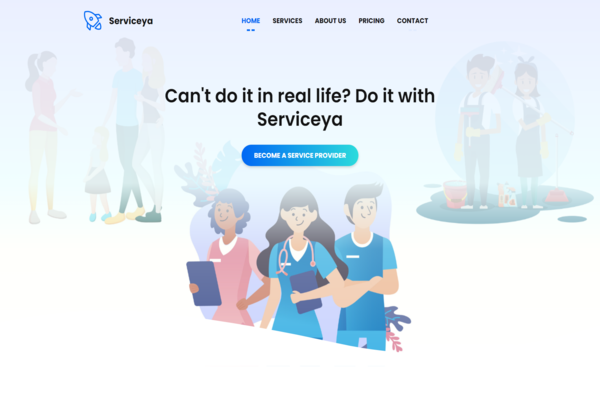 Serviceya
HOME
SERVICES
ABOUT US
PRICING
CONTACT
Can't do it in real life? Do it with
Serviceya
BECOME A SERVICE PROVIDER